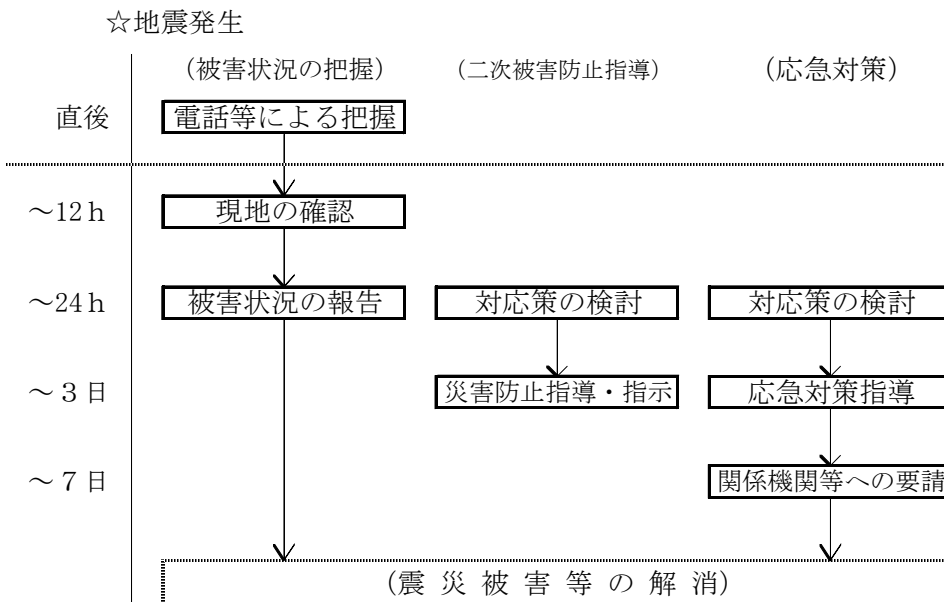 ☆地震発生
(被害状況の把握) (二次被害防止指導) (応急対策)
直後 電話等による把握
～12h 現地の確認
～24h 被害状況の報告 対応策の検討 対応策の検討
～3日 災害防止指導・指示 応急対策指導
～7日 関係機関等への要請
(震災被害等の解消)